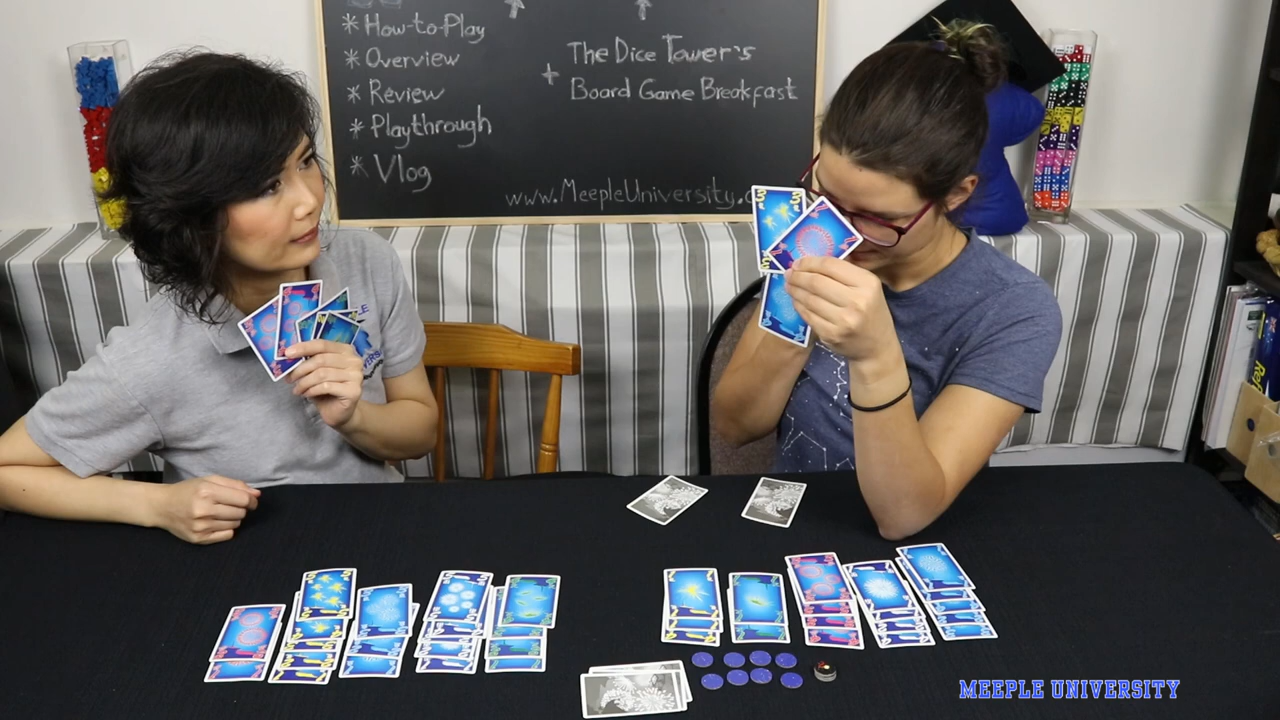 * How-to-Play
* Overview
* Review
* Playthrough
* Vlog
The Dice Tower's
+ Board Game Breakfast
www.MeepleUniversity.c
MEEPLE UNIVERSITY